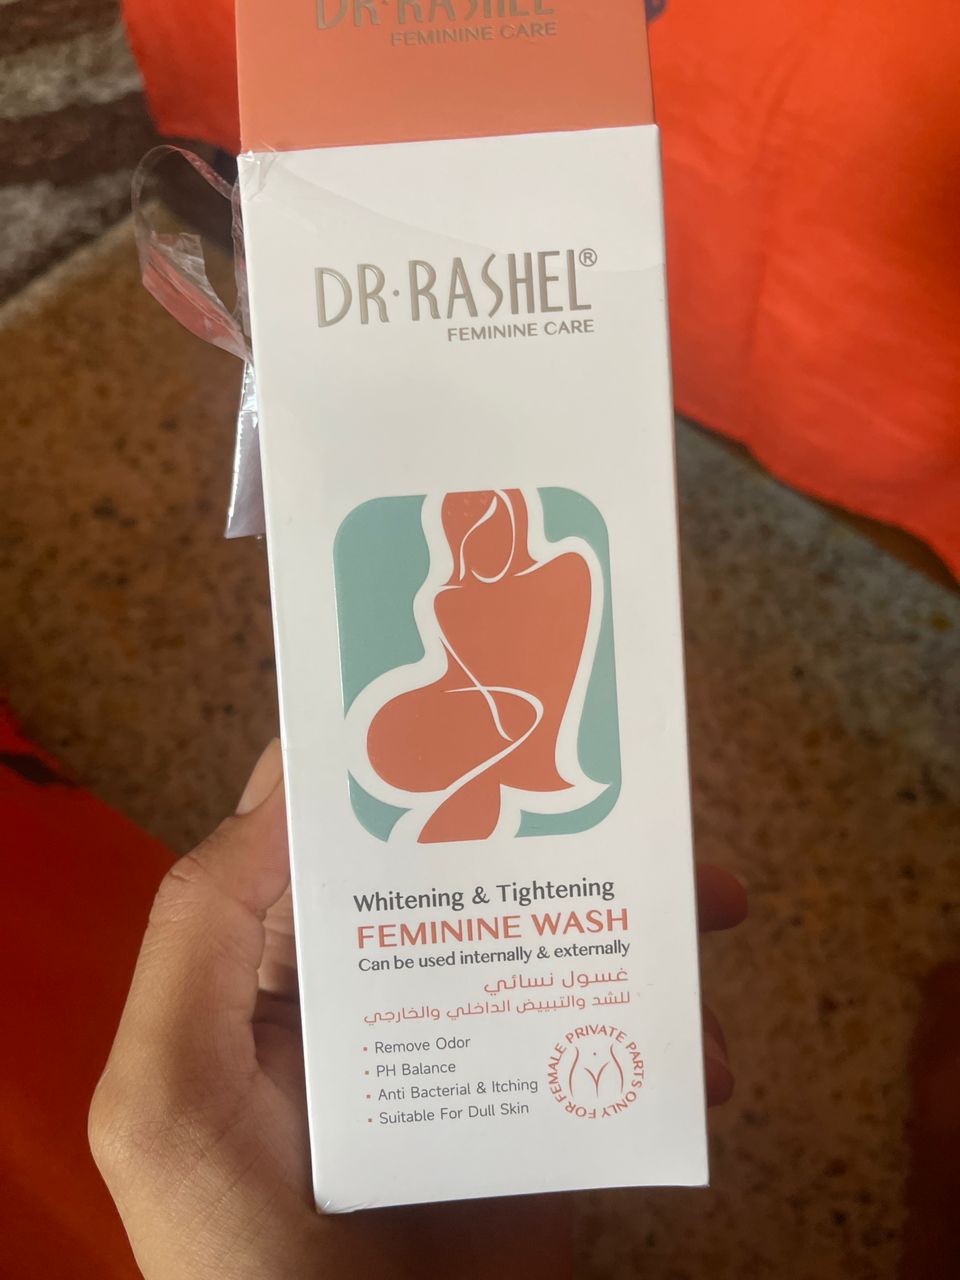 DR·RASHEL
FEMININE CARE
DR·RASHEL®
FEMININE CARE
Whitening & Tightening
FEMININE WASH
Can be used internally & externally
غسول نسائي
للشد والتبييض الداخلي والخارجي
• Remove Odor
• PH Balance
• Anti Bacterial & Itching
• Suitable For Dull Skin
FEMALE PRIVATE PARTS ONLY FOR